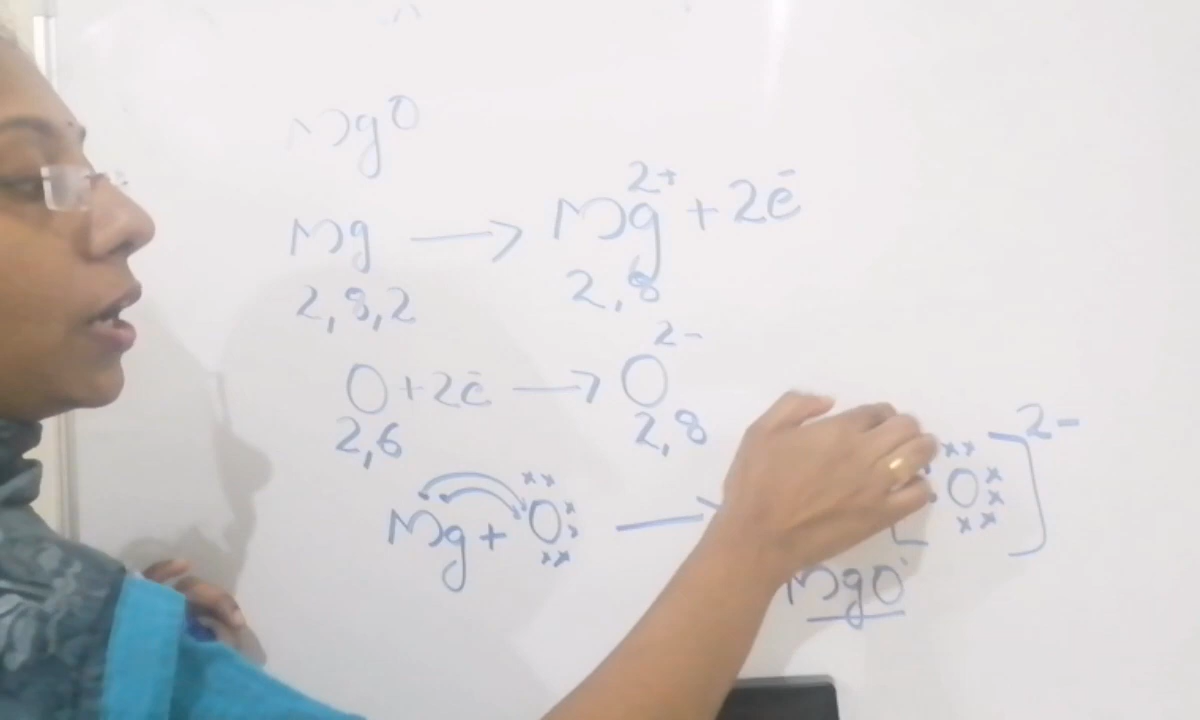 MgO
Mg ⟶ Mg²⁺ + 2e⁻
2,8,2 2,8
O + 2e⁻ ⟶ O²⁻
2,6 2,8
Mg + O ⟶ [O]²⁻
MgO